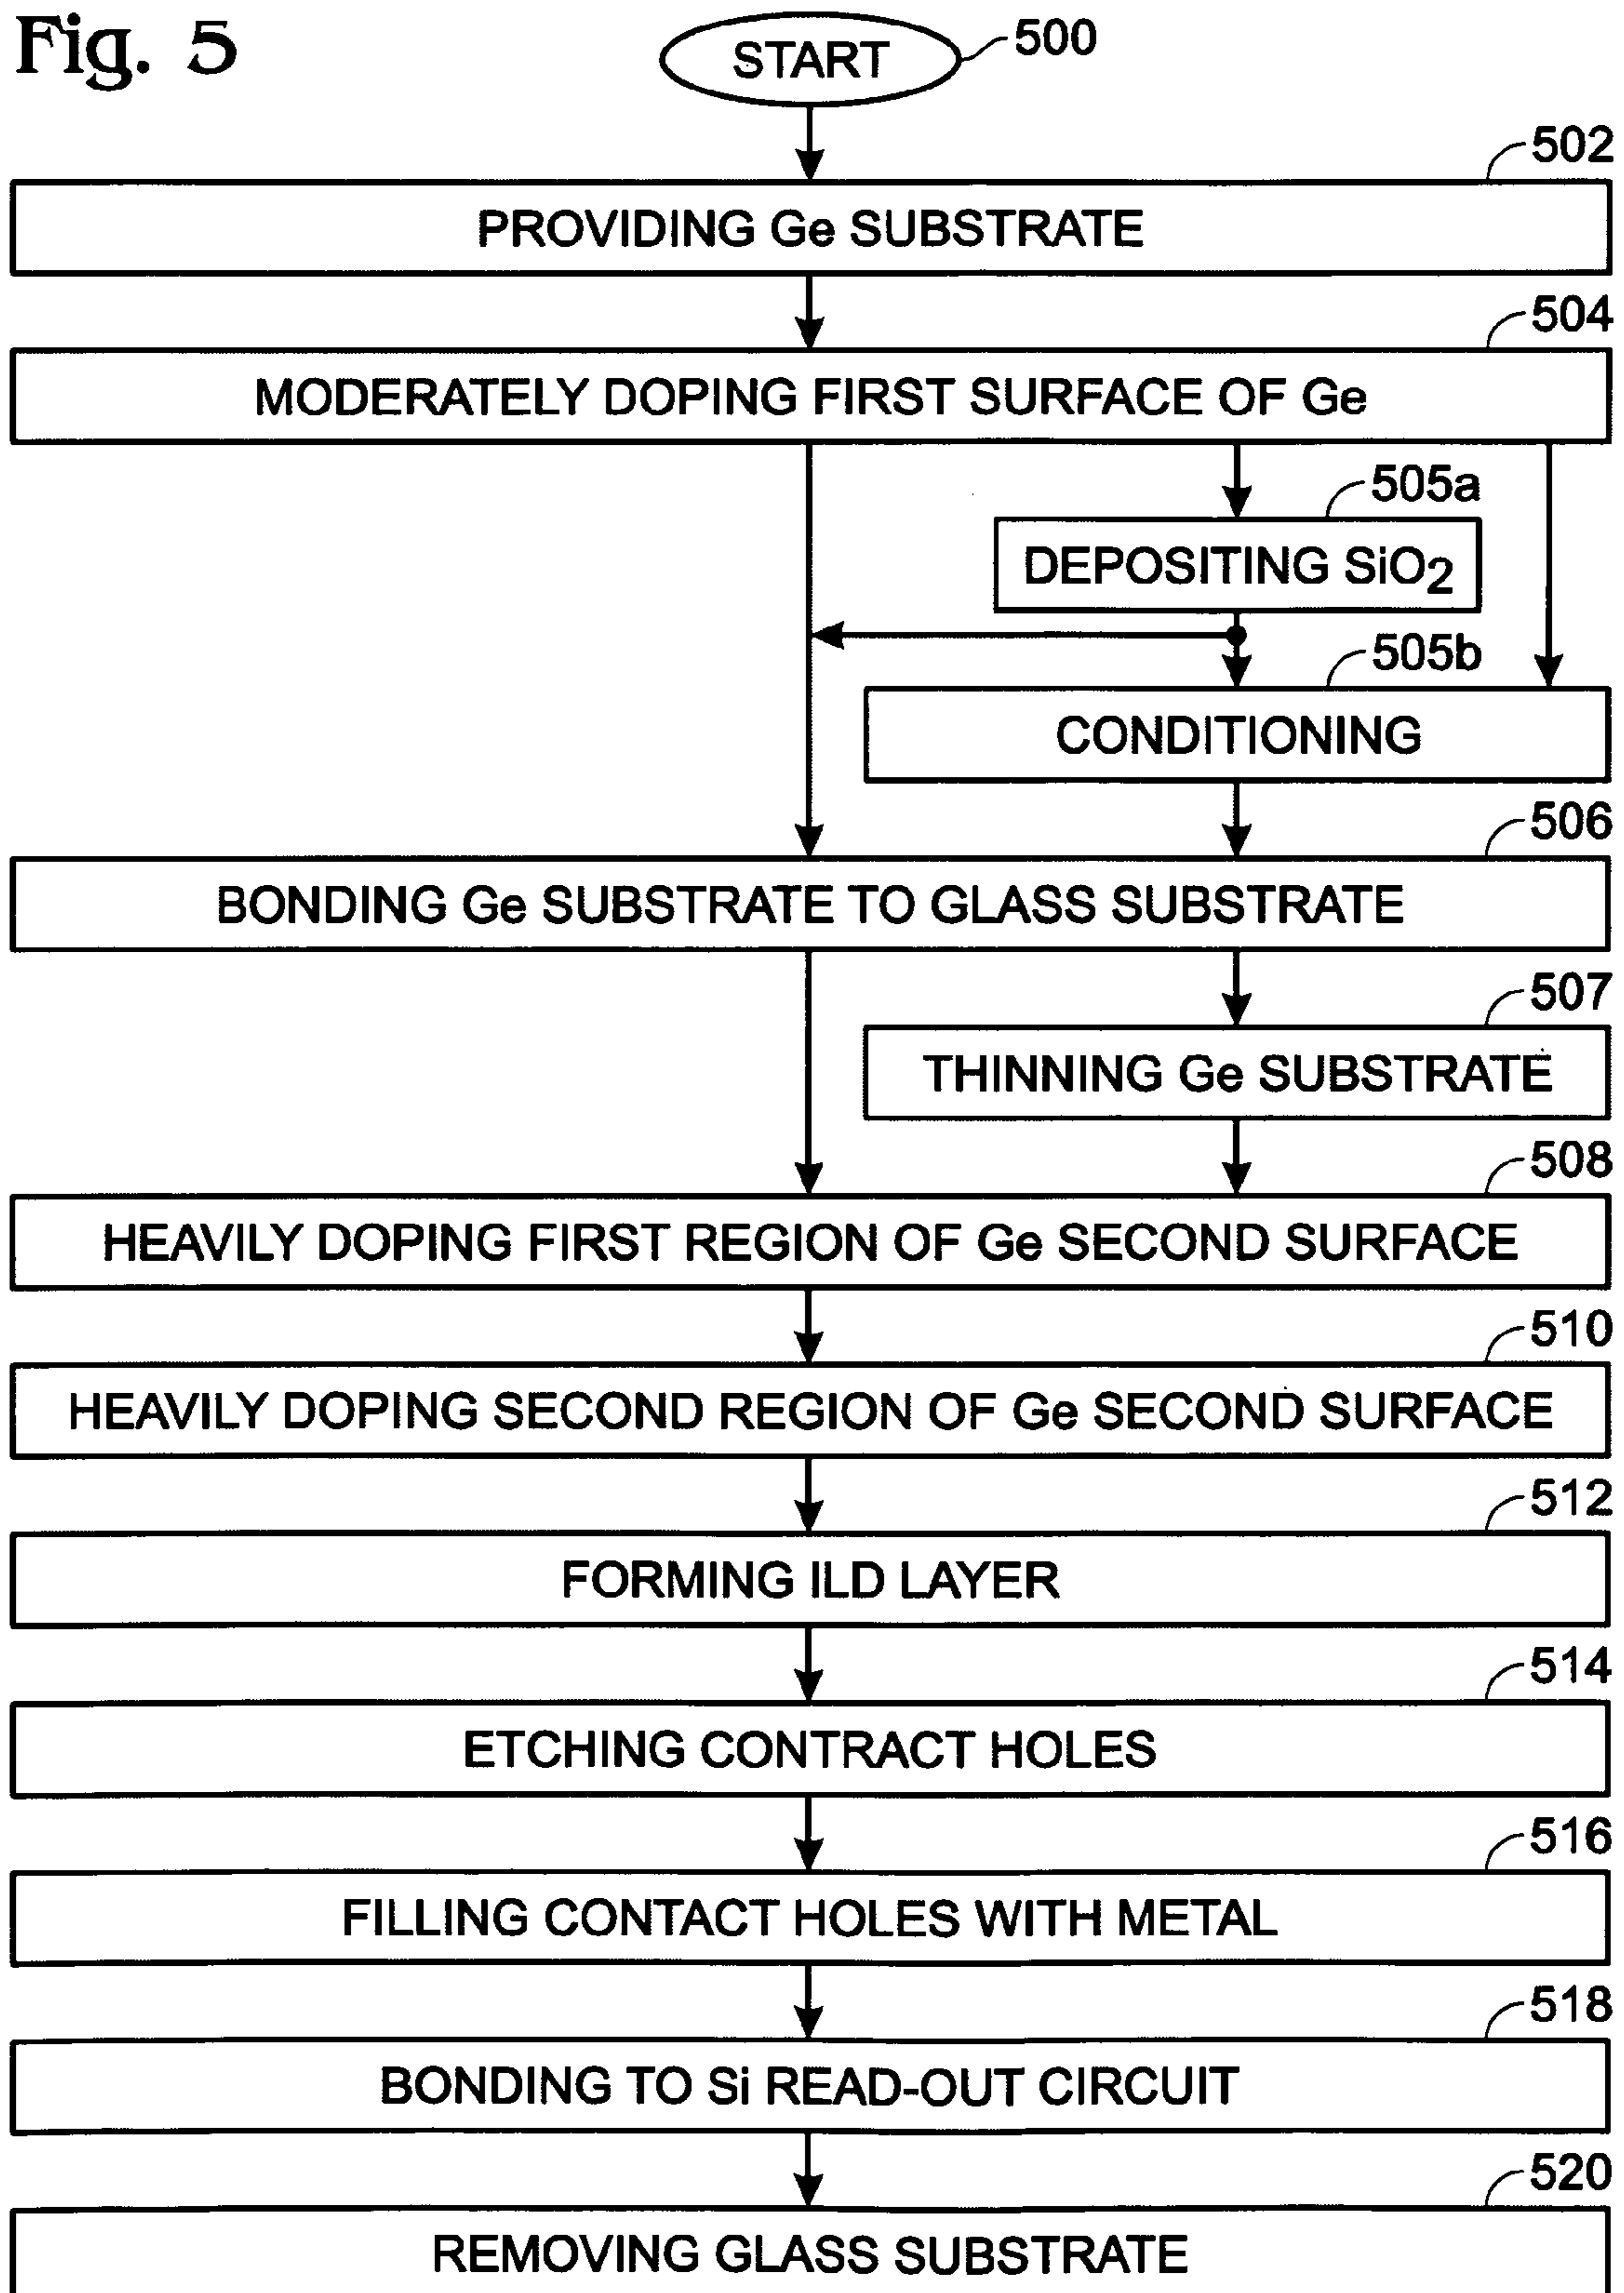 Fig. 5
START
500
502
PROVIDING Ge SUBSTRATE
504
MODERATELY DOPING FIRST SURFACE OF Ge
505a
DEPOSITING SiO2
505b
CONDITIONING
506
BONDING Ge SUBSTRATE TO GLASS SUBSTRATE
507
THINNING Ge SUBSTRATE
508
HEAVILY DOPING FIRST REGION OF Ge SECOND SURFACE
510
HEAVILY DOPING SECOND REGION OF Ge SECOND SURFACE
512
FORMING ILD LAYER
514
ETCHING CONTRACT HOLES
516
FILLING CONTACT HOLES WITH METAL
518
BONDING TO Si READ-OUT CIRCUIT
520
REMOVING GLASS SUBSTRATE